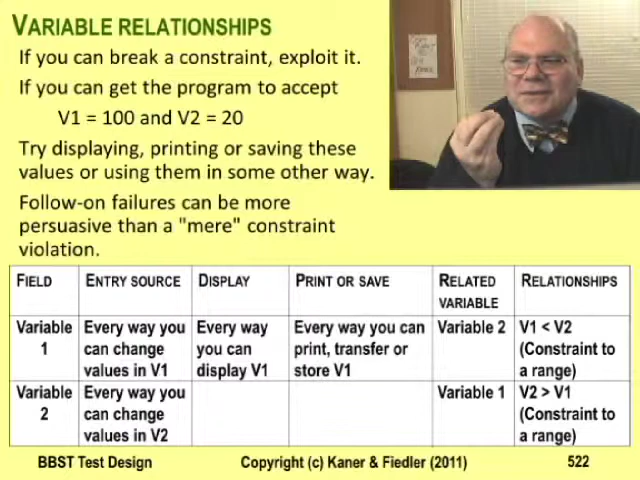 VARIABLE RELATIONSHIPS
If you can break a constraint, exploit it.
If you can get the program to accept
V1 = 100 and V2 = 20
Try displaying, printing or saving these
values or using them in some other way.
Follow-on failures can be more
persuasive than a "mere" constraint
violation.
FIELD ENTRY SOURCE DISPLAY PRINT OR SAVE RELATED VARIABLE RELATIONSHIPS
Variable 1
Every way you
can change
values in V1
Every way
you can
display V1
Every way you can
print, transfer or
store V1
Variable 2
V1 < V2
(Constraint to
a range)
Variable 2
Every way you
can change
values in V2
Variable 1
V2 > V1
(Constraint to
a range)
BBST Test Design
Copyright (c) Kaner & Fiedler (2011)
522